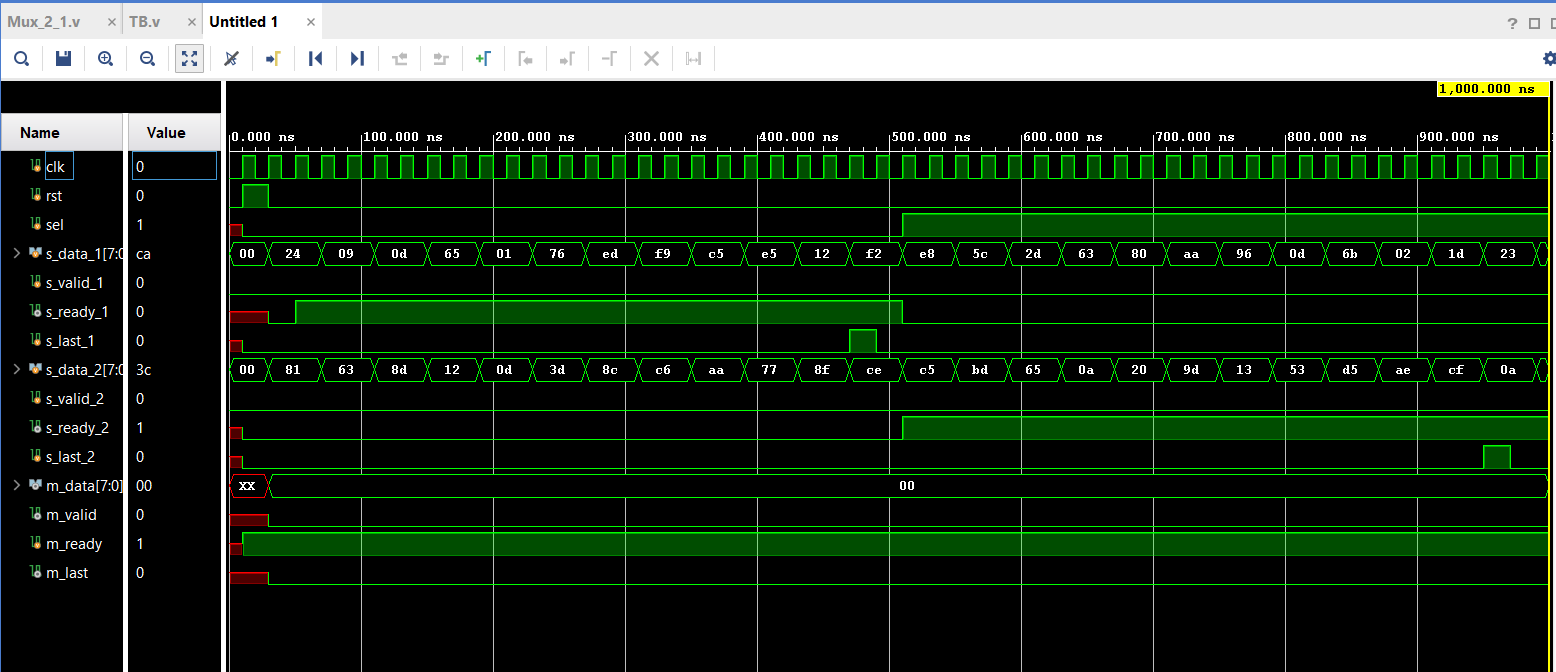 Mux_2_1.v × TB.v × Untitled 1 ×
?
1,000.000 ns
Name Value
0.000 ns 100.000 ns 200.000 ns 300.000 ns 400.000 ns 500.000 ns 600.000 ns 700.000 ns 800.000 ns 900.000 ns
clk 0
rst 0
sel 1
s_data_1[7:0 ca 00 24 09 0d 65 01 76 ed f9 c5 e5 12 f2 e8 5c 2d 63 80 aa 96 0d 6b 02 1d 23
s_valid_1 0
s_ready_1 0
s_last_1 0
s_data_2[7:0 3c 00 81 63 8d 12 0d 3d 8c c6 aa 77 8f ce c5 bd 65 0a 20 9d 13 53 d5 ae cf 0a
s_valid_2 0
s_ready_2 1
s_last_2 0
m_data[7:0] 00 XX 00
m_valid 0
m_ready 1
m_last 0